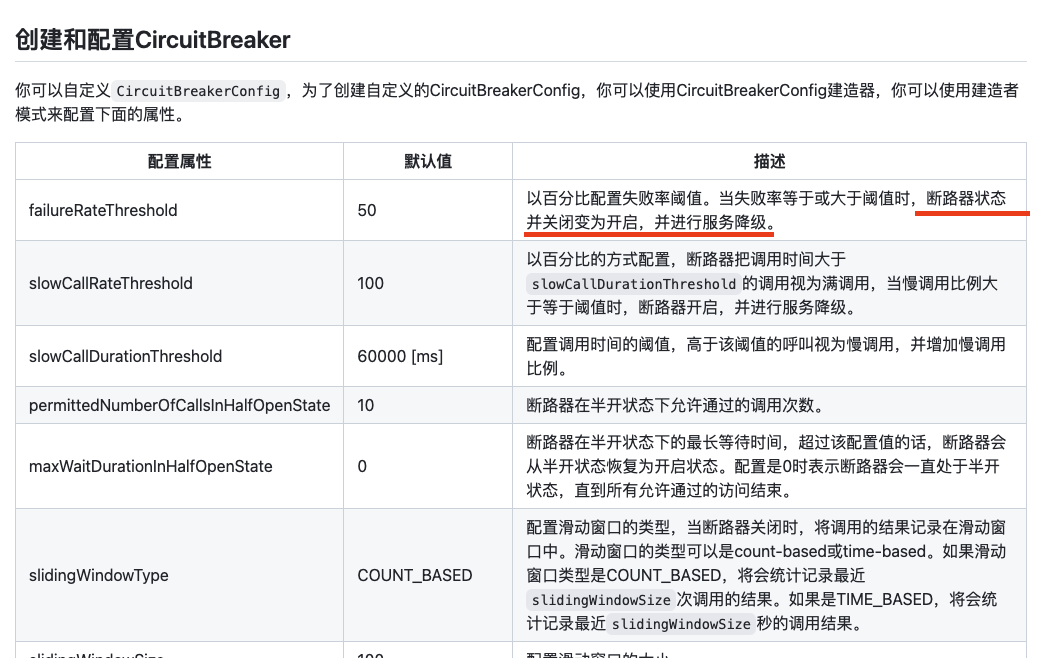 创建和配置CircuitBreaker
你可以自定义 CircuitBreakerConfig ，为了创建自定义的CircuitBreakerConfig，你可以使用CircuitBreakerConfig建造器，你可以使用建造者
模式来配置下面的属性。
配置属性 默认值 描述
failureRateThreshold 50 以百分比配置失败率阈值。当失败率等于或大于阈值时，断路器状态
并关闭变为开启，并进行服务降级。
slowCallRateThreshold 100 以百分比的方式配置，断路器把调用时间大于
slowCallDurationThreshold 的调用视为满调用，当慢调用比例大
于等于阈值时，断路器开启，并进行服务降级。
slowCallDurationThreshold 60000 [ms] 配置调用时间的阈值，高于该阈值的呼叫视为慢调用，并增加慢调用
比例。
permittedNumberOfCallsInHalfOpenState 10 断路器在半开状态下允许通过的调用次数。
maxWaitDurationInHalfOpenState 0 断路器在半开状态下的最长等待时间，超过该配置值的话，断路器会
从半开状态恢复为开启状态。配置是0时表示断路器会一直处于半开
状态，直到所有允许通过的访问结束。
slidingWindowType COUNT_BASED 配置滑动窗口的类型，当断路器关闭时，将调用的结果记录在滑动窗
口中。滑动窗口的类型可以是count-based或time-based。如果滑动
窗口类型是COUNT_BASED，将会统计记录最近
slidingWindowSize 次调用的结果。如果是TIME_BASED，将会统
计记录最近 slidingWindowSize 秒的调用结果。
slidingWindowSize 100 配置滑动窗口的大小